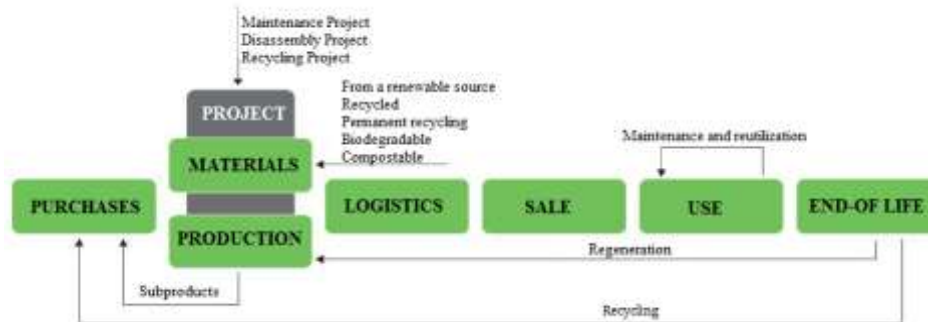 Maintenance Project
Disassembly Project
Recycling Project
From a renewable source
Recycled
Permanent recycling
Biodegradable
Compostable
PROJECT
MATERIALS
Maintenance and reutilization
PURCHASES
PRODUCTION
LOGISTICS
SALE
USE
END-OF LIFE
Regeneration
Subproducts
Recycling